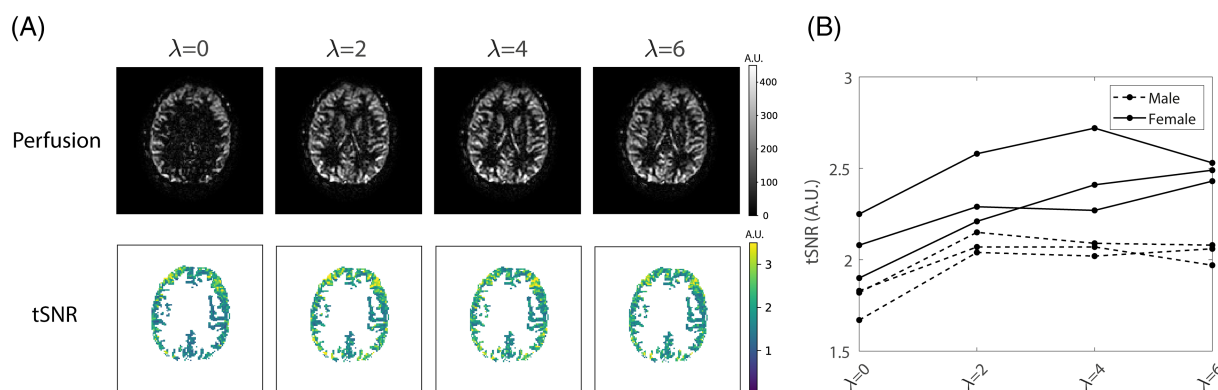 (A)
λ=0 λ=2 λ=4 λ=6
A.U.
Perfusion
400
300
200
100
0
A.U.
tSNR
3
2
1
(B)
3
2.5
2
1.5
tSNR (A.U.)
Male
Female
λ=0 λ=2 λ=4 λ=6